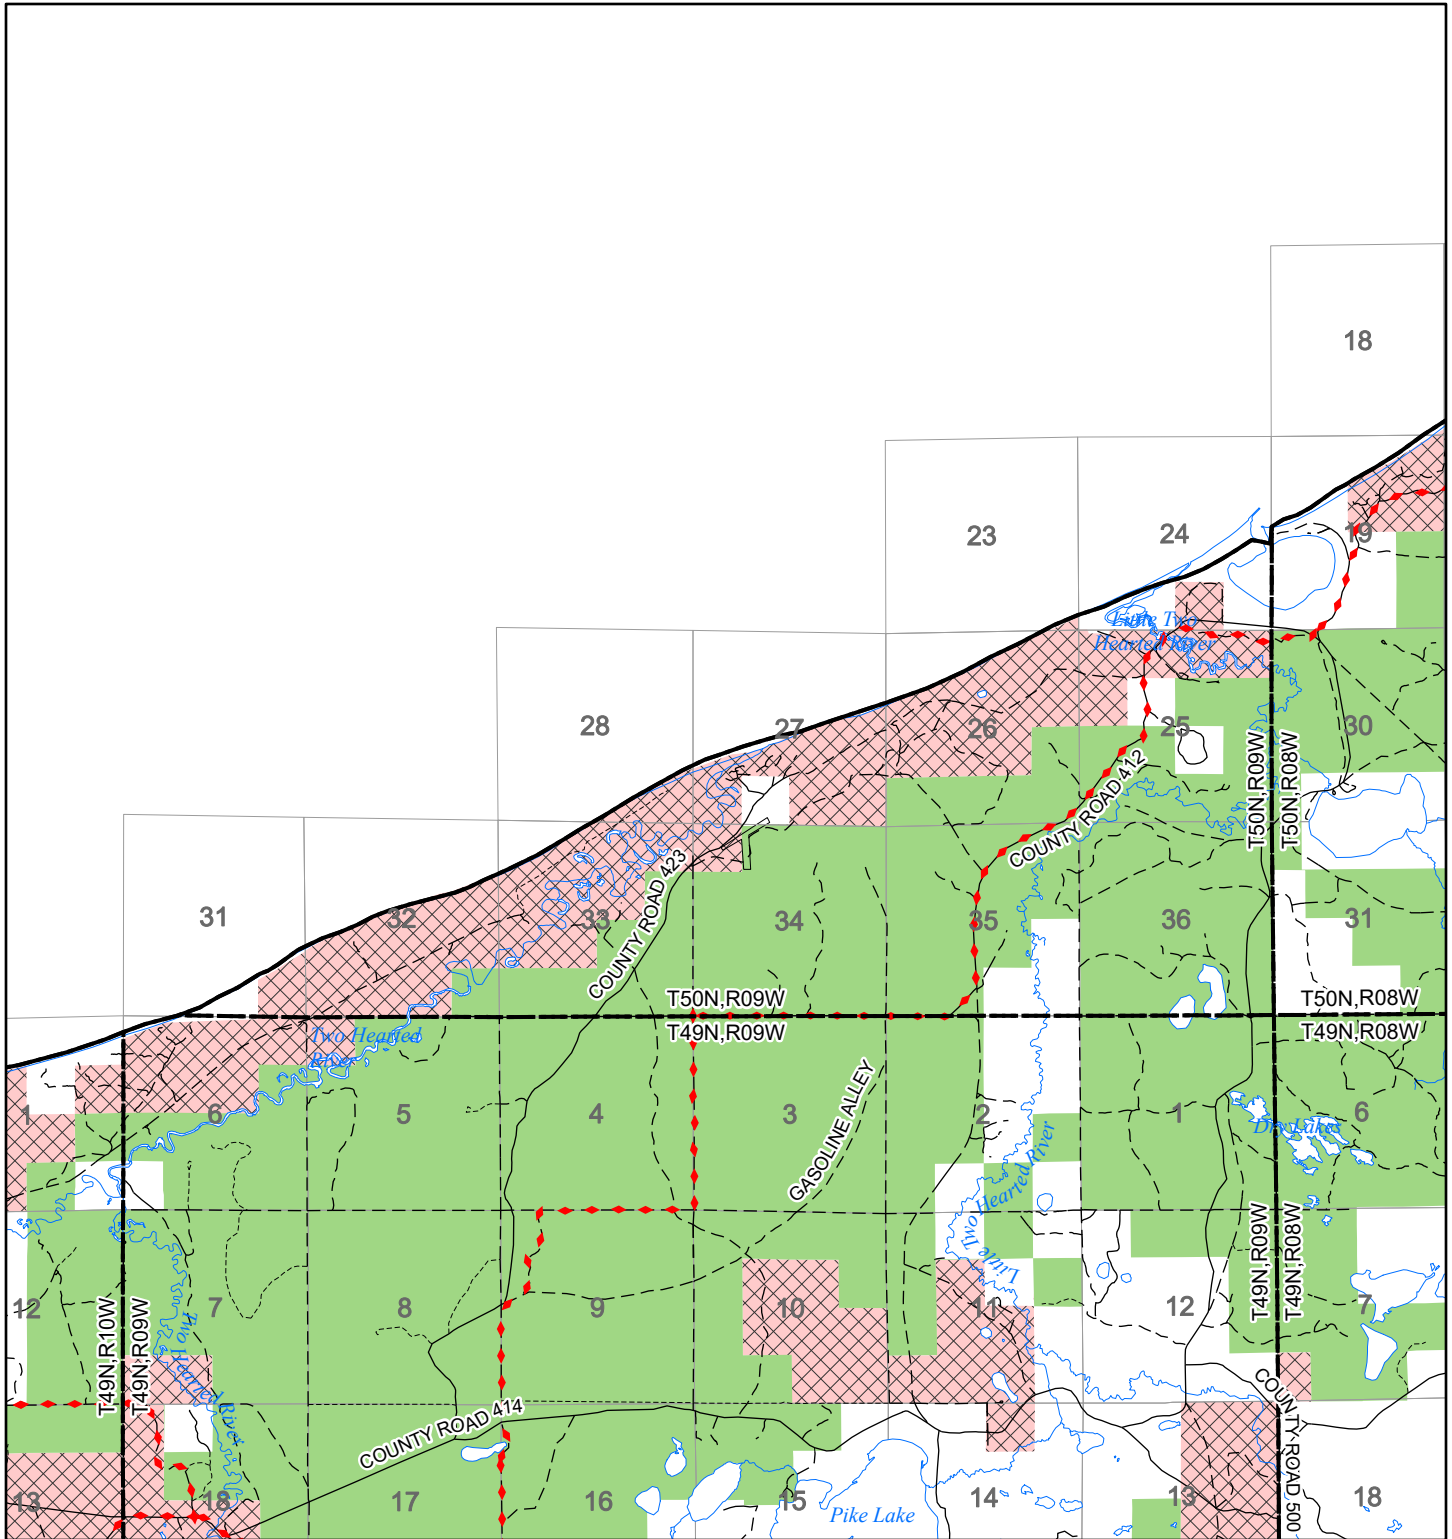 18
23
24
19
Little Two
Hearted River
28
27
26
25
30
T50N,R09W
T50N,R08W
COUNTY ROAD 412
31
32
33
COUNTY ROAD 423
34
35
36
31
T50N,R09W
T49N,R09W
T50N,R08W
T49N,R08W
Two Hearted
River
1
6
5
4
3
GASOLINE ALLEY
2
Little Two Hearted River
1
Dry Lakes
6
T49N,R09W
T49N,R08W
12
T49N,R10W
T49N,R09W
7
Two Hearted River
8
9
10
11
12
7
COUNTY ROAD 414
COUNTY ROAD 500
13
18
17
16
15
Pike Lake
14
13
18